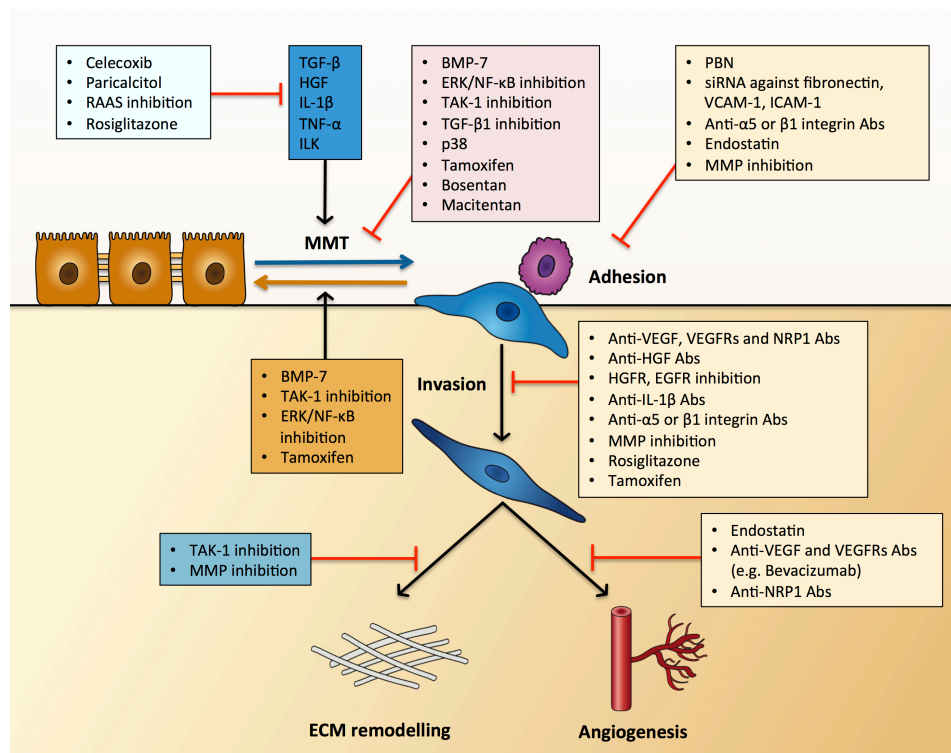 • Celecoxib
• Paricalcitol
• RAAS inhibition
• Rosiglitazone
TGF-β
HGF
IL-1β
TNF-α
ILK
• BMP-7
• ERK/NF-κB inhibition
• TAK-1 inhibition
• TGF-β1 inhibition
• p38
• Tamoxifen
• Bosentan
• Macitentan
• PBN
• siRNA against fibronectin,
VCAM-1, ICAM-1
• Anti-α5 or β1 integrin Abs
• Endostatin
• MMP inhibition
MMT
Adhesion
• BMP-7
• TAK-1 inhibition
• ERK/NF-κB
inhibition
• Tamoxifen
Invasion
• Anti-VEGF, VEGFRs and NRP1 Abs
• Anti-HGF Abs
• HGFR, EGFR inhibition
• Anti-IL-1β Abs
• Anti-α5 or β1 integrin Abs
• MMP inhibition
• Rosiglitazone
• Tamoxifen
• TAK-1 inhibition
• MMP inhibition
• Endostatin
• Anti-VEGF and VEGFRs Abs
(e.g. Bevacizumab)
• Anti-NRP1 Abs
ECM remodelling
Angiogenesis